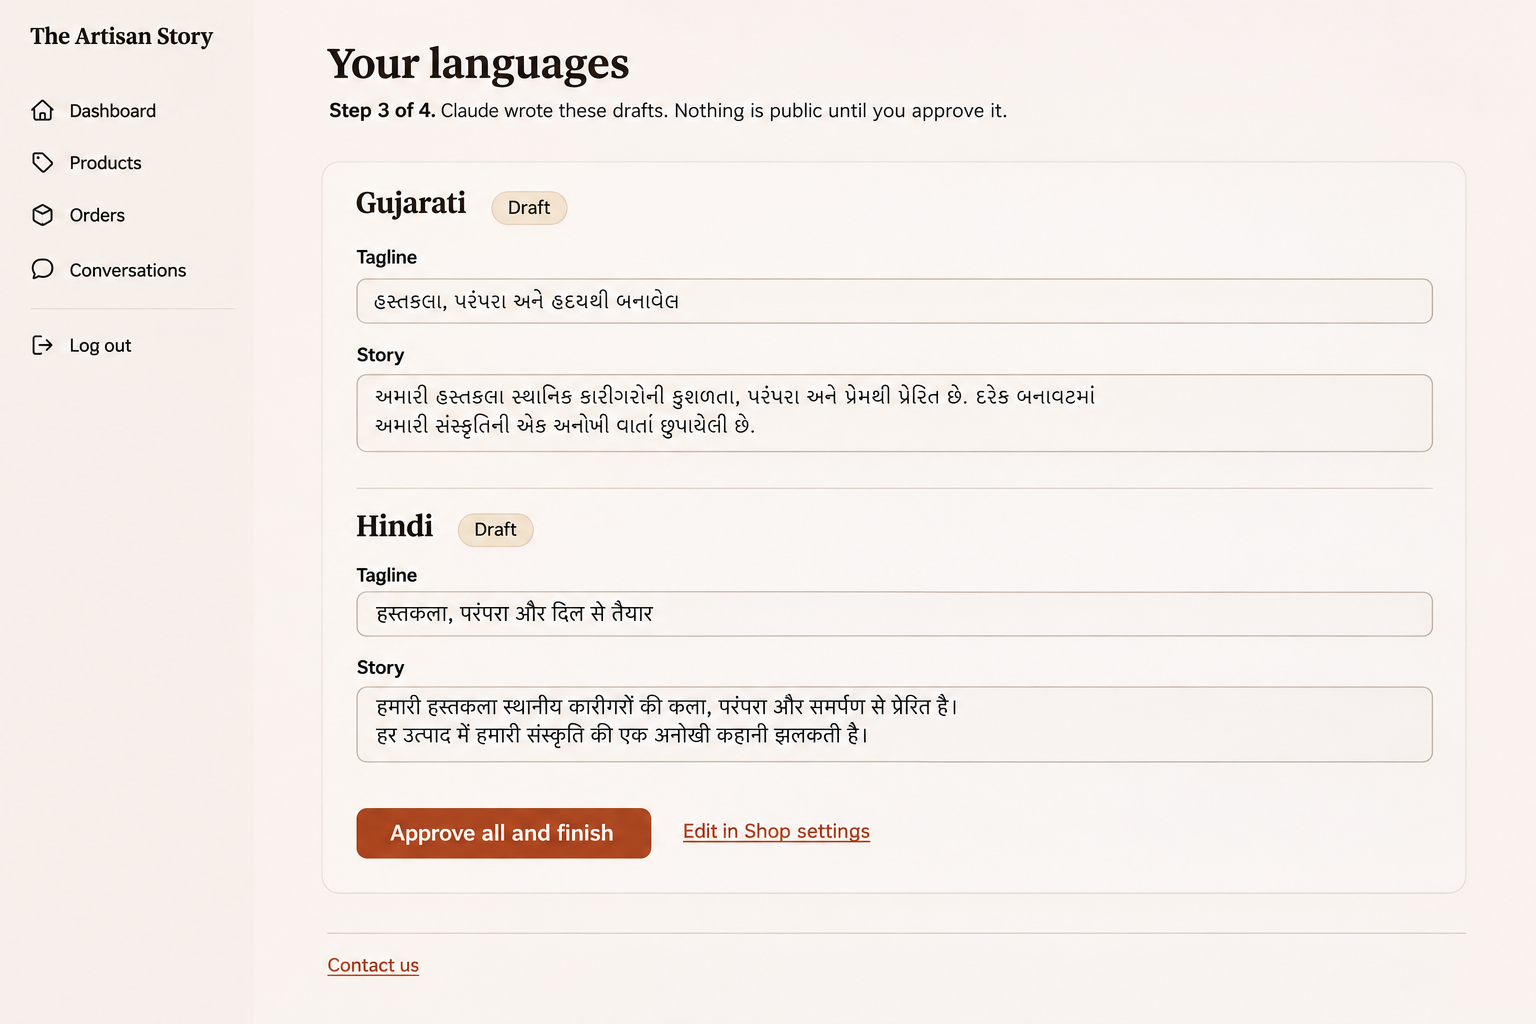 The Artisan Story
Dashboard
Products
Orders
Conversations
Log out
Your languages
Step 3 of 4. Claude wrote these drafts. Nothing is public until you approve it.
Gujarati
Draft
Tagline
હસ્તકલા, પરંપરા અને હૃદયથી બનાવેલ
Story
અમારી હસ્તકલા સ્થાનિક કારીગરોની કુશળતા, પરંપરા અને પ્રેમથી પ્રેરિત છે. દરેક બનાવટમાં
અમારી સંસ્કૃતિની એક અનોખી વાર્તા છુપાયેલી છે.
Hindi
Draft
Tagline
हस्तकला, परंपरा और दिल से तैयार
Story
हमारी हस्तकला स्थानीय कारीगरों की कला, परंपरा और समर्पण से प्रेरित है।
हर उत्पाद में हमारी संस्कृति की एक अनोखी कहानी झलकती है।
Approve all and finish
Edit in Shop settings
Contact us